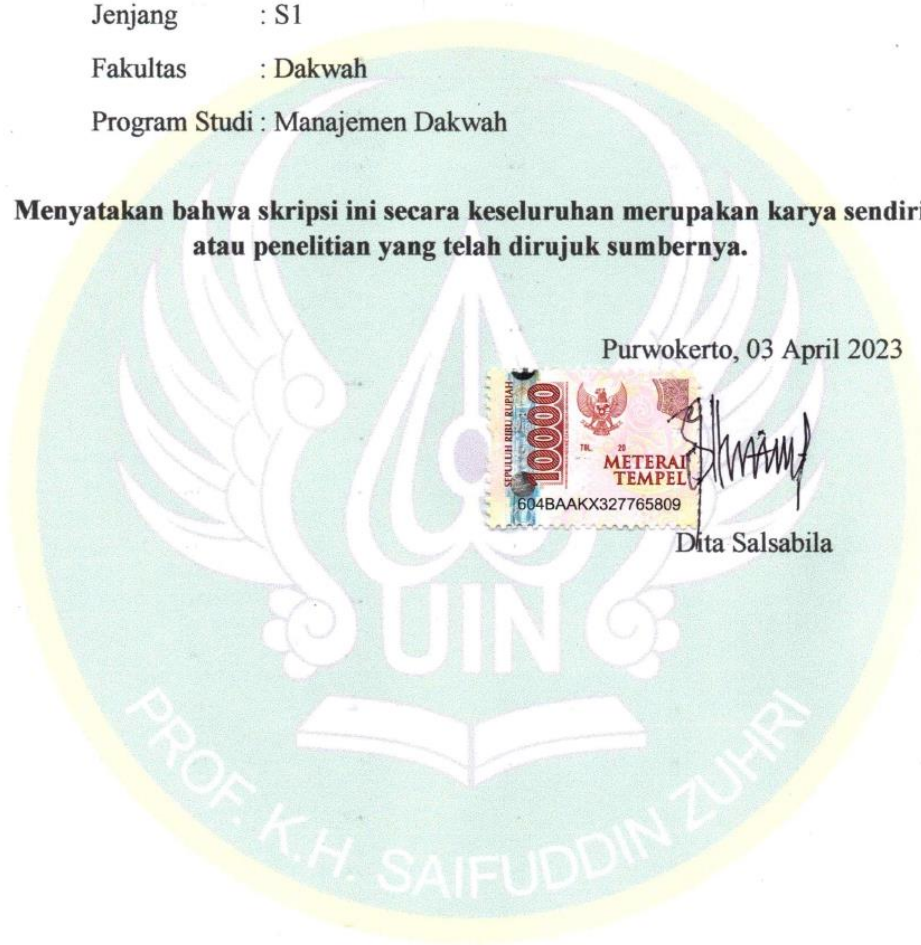 Jenjang : S1
Fakultas : Dakwah
Program Studi : Manajemen Dakwah
Menyatakan bahwa skripsi ini secara keseluruhan merupakan karya sendiri
atau penelitian yang telah dirujuk sumbernya.
Purwokerto, 03 April 2023
SEPULUH RIBU RUPIAH
10000
TGL. 20
METERAI
TEMPEL
604BAAKX327765809
Dita Salsabila
UIN
PROF. K.H. SAIFUDDIN ZUHRI